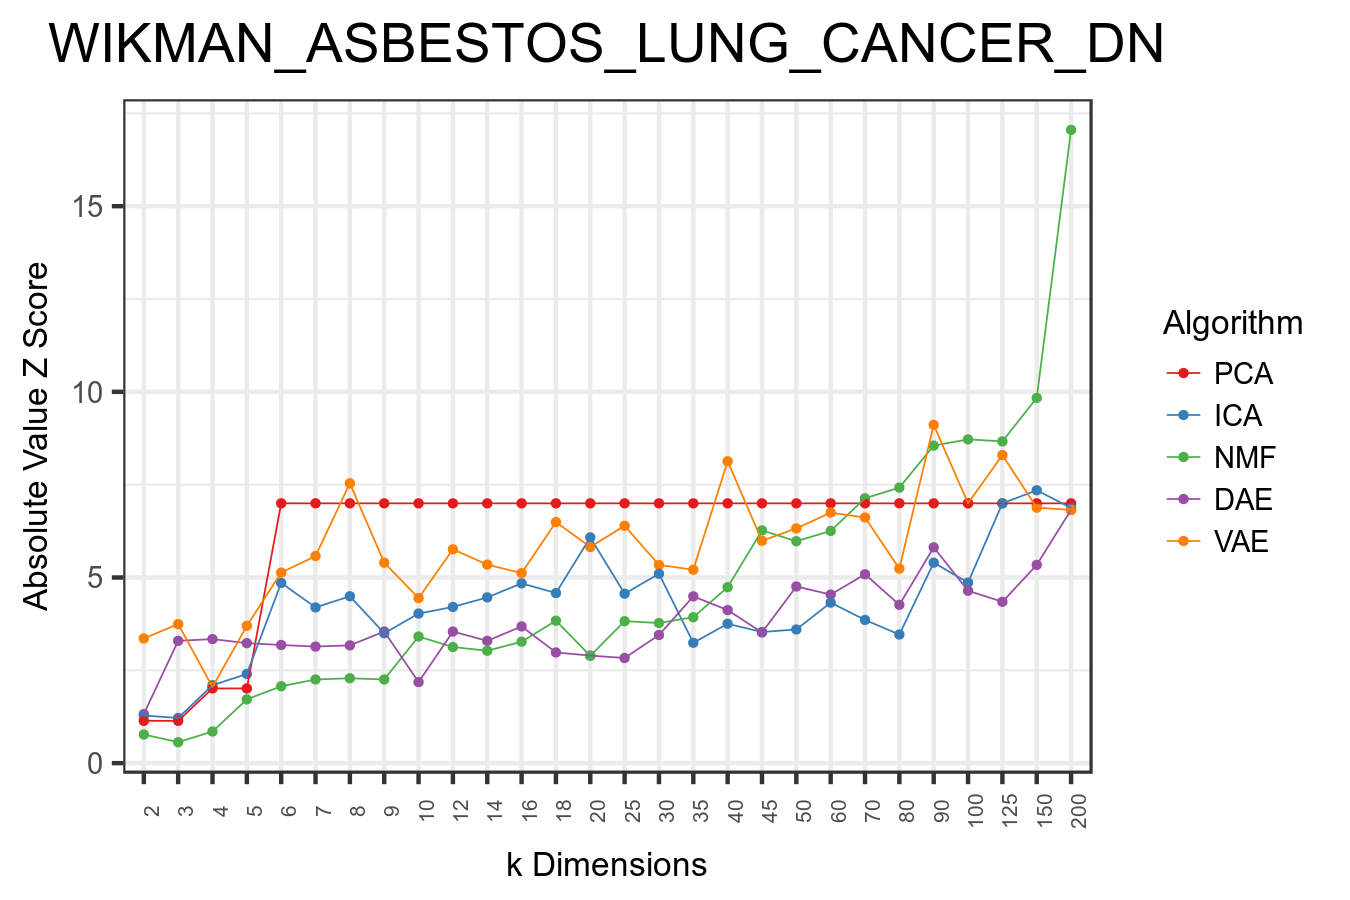 WIKMAN_ASBESTOS_LUNG_CANCER_DN
Absolute Value Z Score
15
10
5
0
2 3 4 5 6 7 8 9 10 12 14 16 18 20 25 30 35 40 45 50 60 70 80 90 100 125 150 200
k Dimensions
Algorithm
PCA
ICA
NMF
DAE
VAE